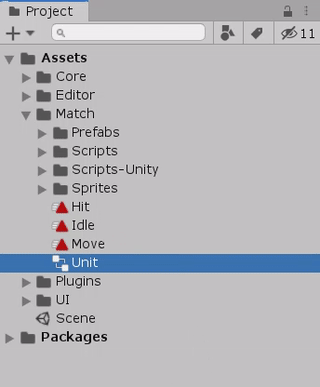 Project
11
Assets
Core
Editor
Match
Prefabs
Scripts
Scripts-Unity
Sprites
Hit
Idle
Move
Unit
Plugins
UI
Scene
Packages